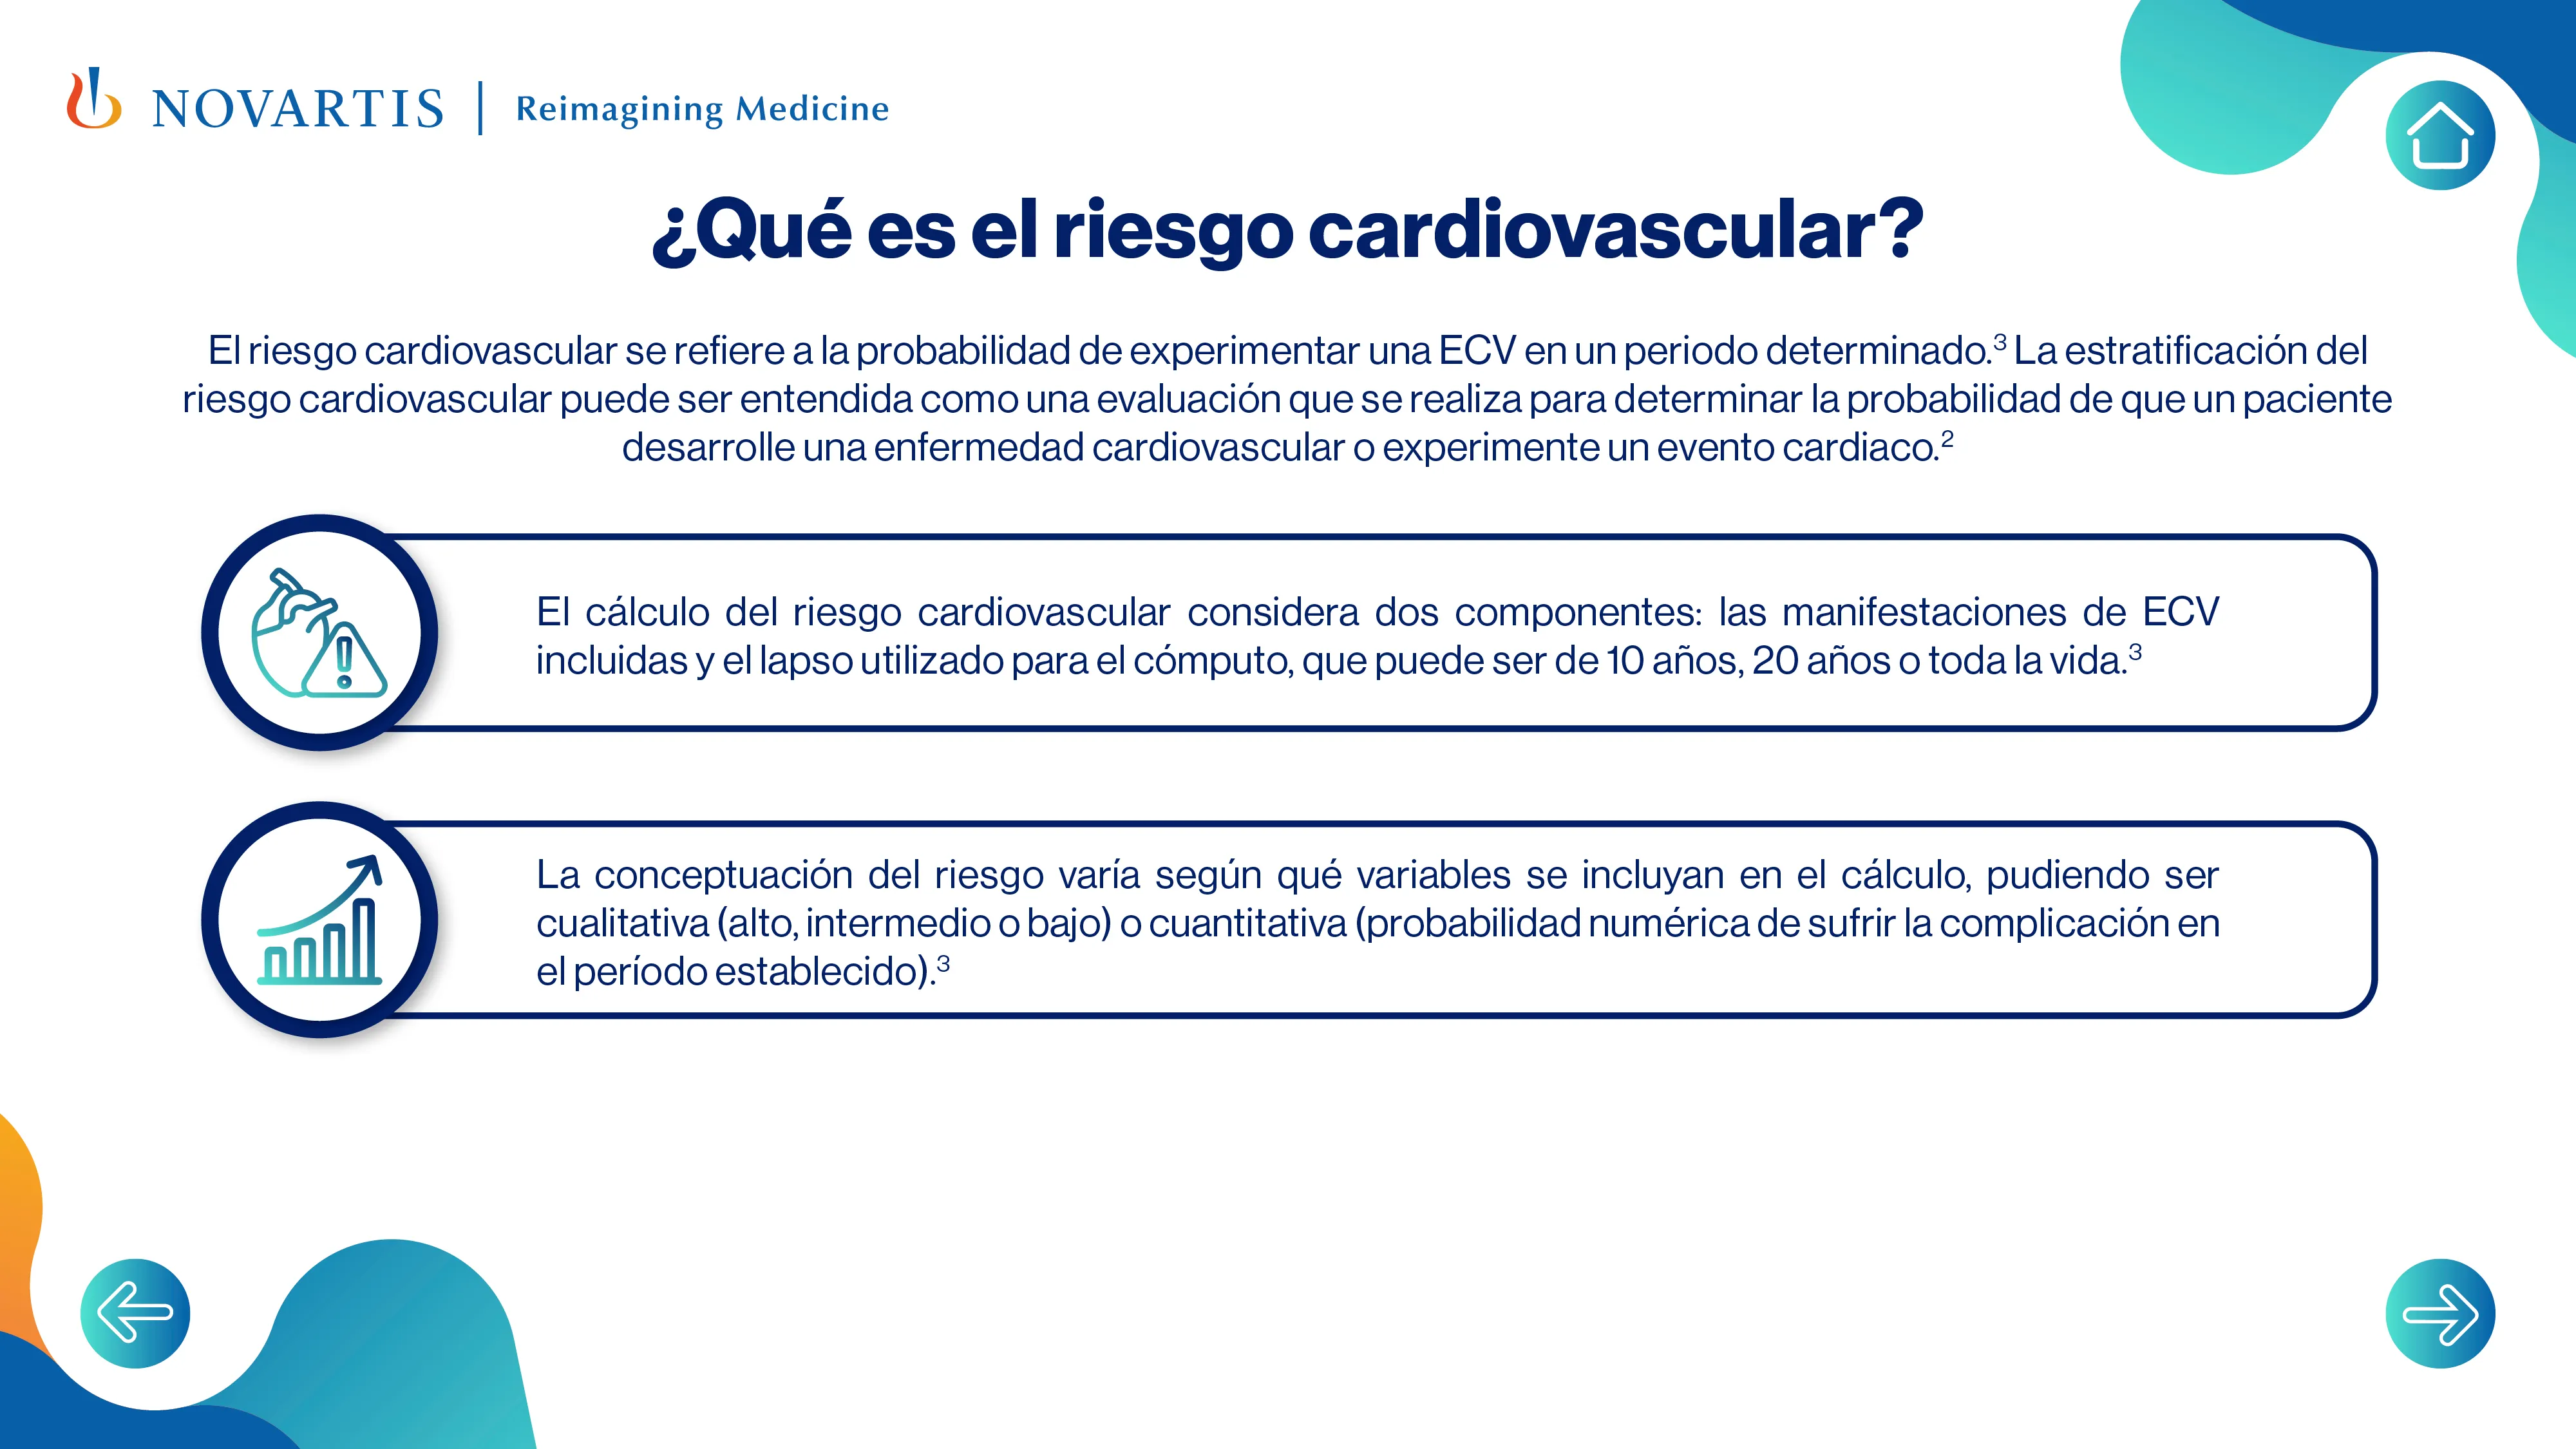 NOVARTIS | Reimagining Medicine
¿Qué es el riesgo cardiovascular?
El riesgo cardiovascular se refiere a la probabilidad de experimentar una ECV en un periodo determinado.³ La estratificación del
riesgo cardiovascular puede ser entendida como una evaluación que se realiza para determinar la probabilidad de que un paciente
desarrolle una enfermedad cardiovascular o experimente un evento cardiaco.²
El cálculo del riesgo cardiovascular considera dos componentes: las manifestaciones de ECV
incluidas y el lapso utilizado para el cómputo, que puede ser de 10 años, 20 años o toda la vida.³
La conceptuación del riesgo varía según qué variables se incluyan en el cálculo, pudiendo ser
cualitativa (alto, intermedio o bajo) o cuantitativa (probabilidad numérica de sufrir la complicación en
el período establecido).³